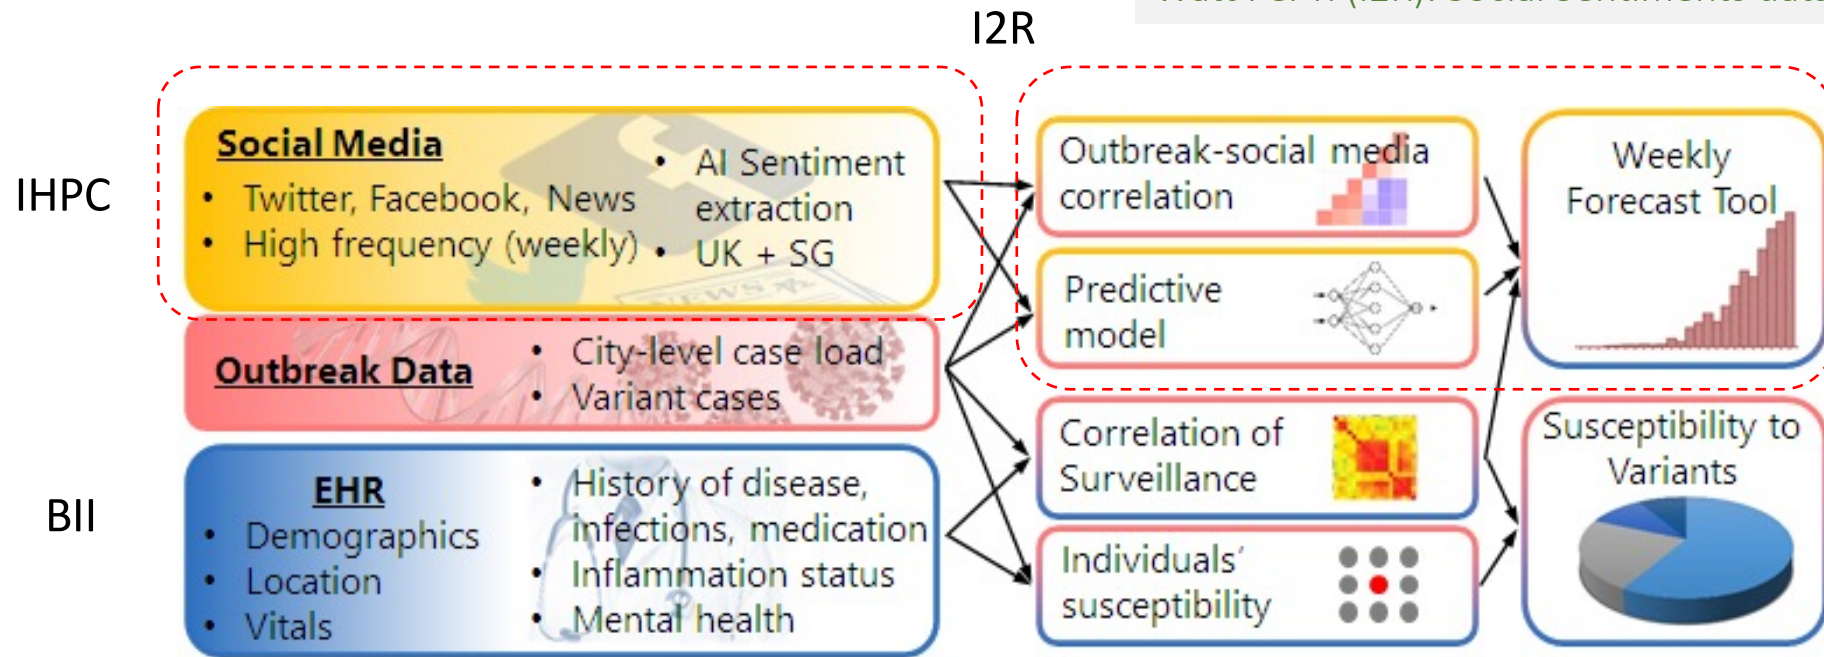 I2R
IHPC
Social Media
• Twitter, Facebook, News
• High frequency (weekly)
• AI Sentiment
extraction
• UK + SG
Outbreak Data
• City-level case load
• Variant cases
BII
EHR
• Demographics
• Location
• Vitals
• History of disease,
infections, medication
• Inflammation status
• Mental health
Outbreak-social media
correlation
Predictive
model
Correlation of
Surveillance
Individuals’
susceptibility
Weekly
Forecast Tool
Susceptibility to
Variants
NEWS